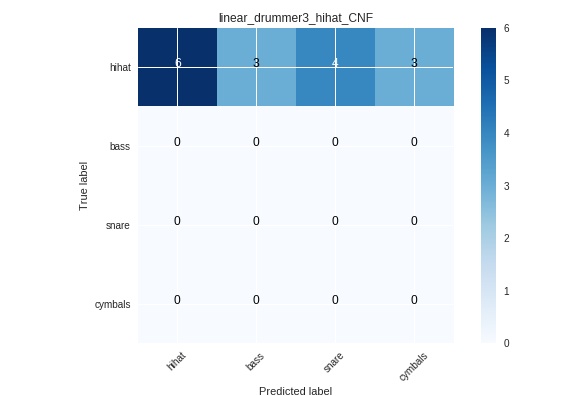 linear_drummer3_hihat_CNF
hihat 6 3 4 3
bass 0 0 0 0
snare 0 0 0 0
cymbals 0 0 0 0
True label
hihat bass snare cymbals
Predicted label
6
5
4
3
2
1
0